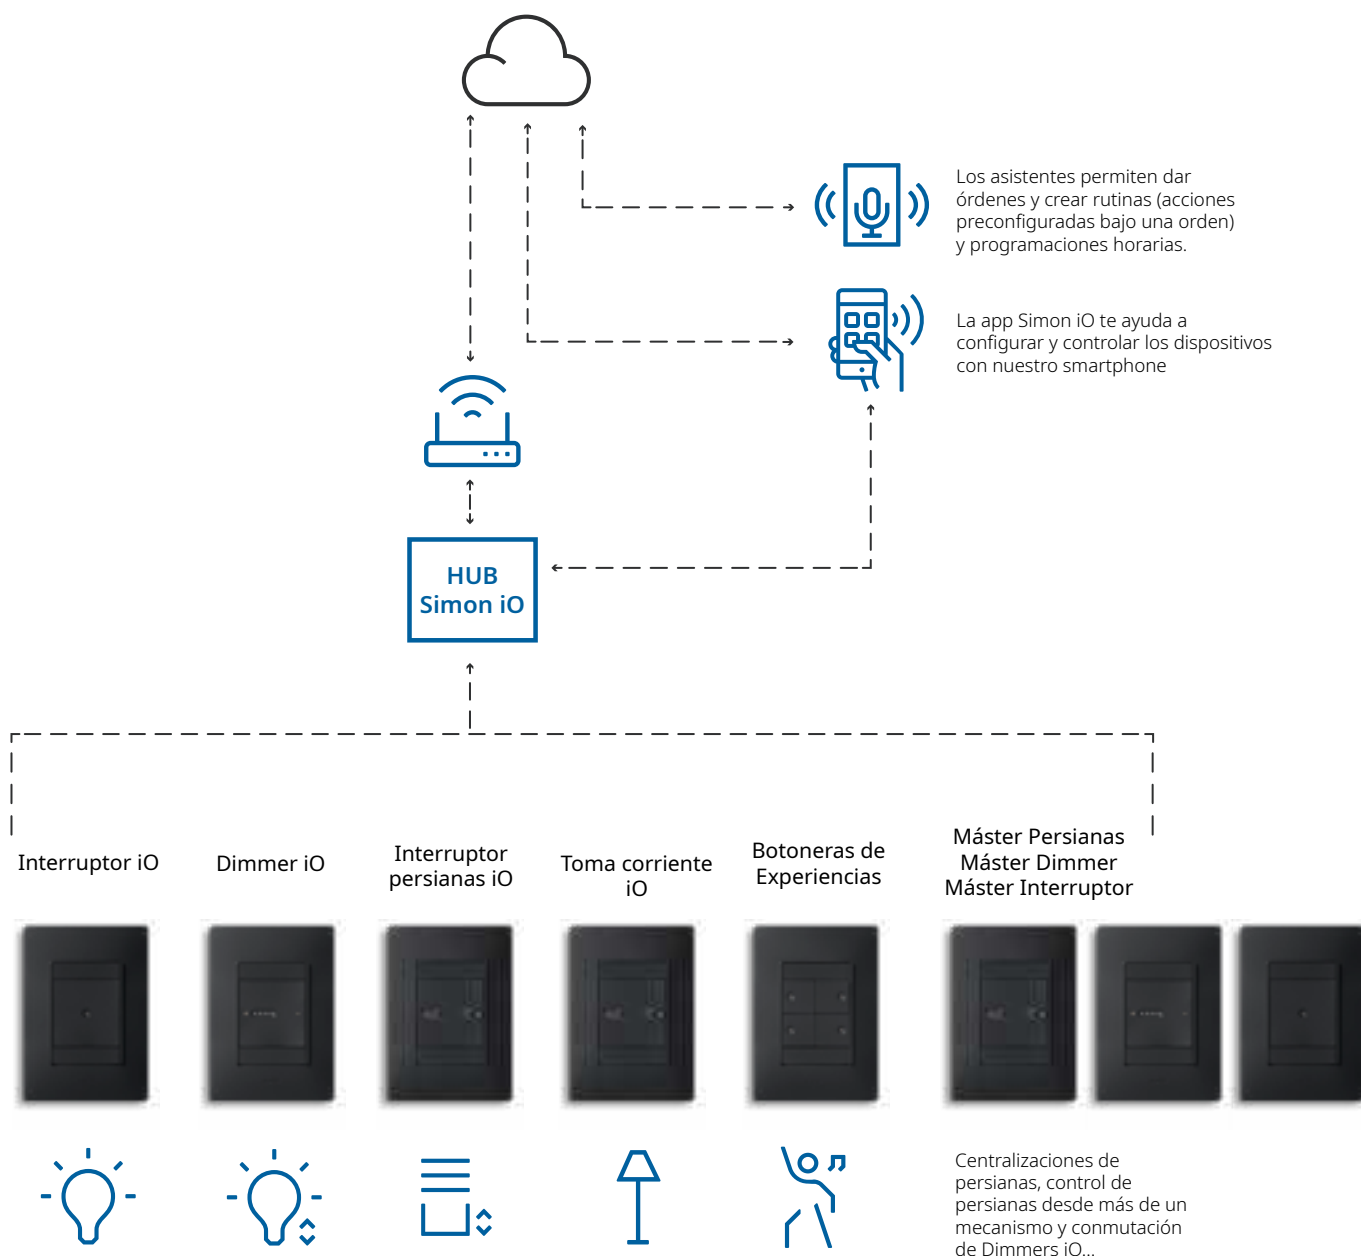 Los asistentes permiten dar
órdenes y crear rutinas (acciones
preconfiguradas bajo una orden)
y programaciones horarias.
La app Simon iO te ayuda a
configurar y controlar los dispositivos
con nuestro smartphone
HUB
Simon iO
Interruptor iO
Dimmer iO
Interruptor
persianas iO
Toma corriente
iO
Botoneras de
Experiencias
Máster Persianas
Máster Dimmer
Máster Interruptor
Centralizaciones de
persianas, control de
persianas desde más de un
mecanismo y conmutación
de Dimmers iO...